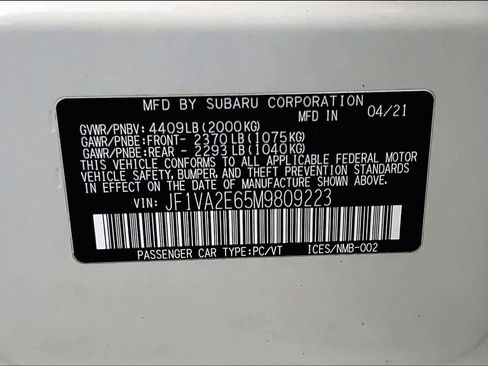 MFD BY SUBARU CORPORATION
MFD IN 04/21
GVWR/PNBV: 4409LB(2000KG)
GAWR/PNBE:FRONT- 2370LB(1075KG)
GAWR/PNBE:REAR - 2293LB(1040KG)
THIS VEHICLE CONFORMS TO ALL APPLICABLE FEDERAL MOTOR
VEHICLE SAFETY, BUMPER, AND THEFT PREVENTION STANDARDS
IN EFFECT ON THE DATE OF MANUFACTURE SHOWN ABOVE.
VIN: JF1VA2E65M9809223
PASSENGER CAR TYPE:PC/VT ICES/NMB-002